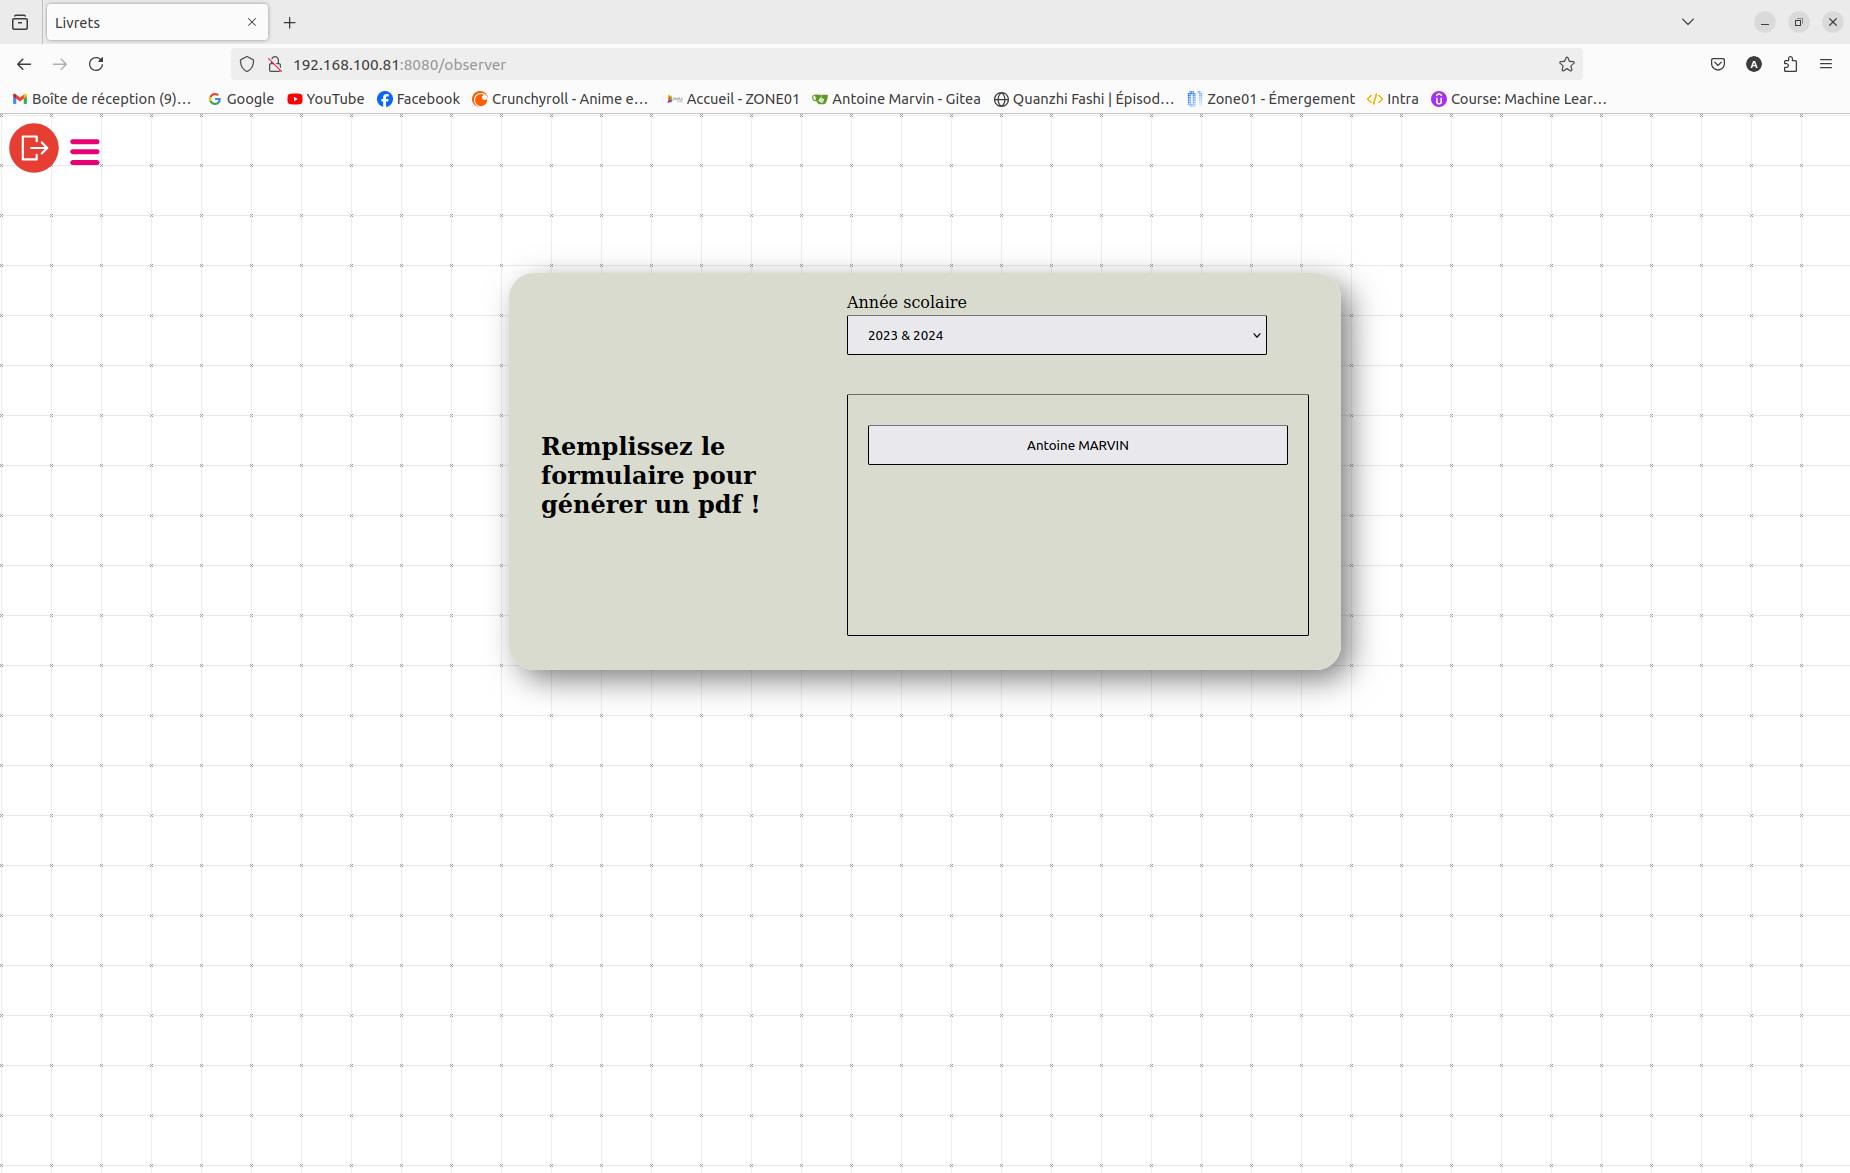 Livrets
192.168.100.81:8080/observer
A
Boîte de réception (9)…
Google
YouTube
Facebook
Crunchyroll - Anime e…
Accueil - ZONE01
Antoine Marvin - Gitea
Quanzhi Fashi | Épisod…
Zone01 - Émergement
Intra
Course: Machine Lear…
Année scolaire
2023 & 2024
Remplissez le
formulaire pour
générer un pdf !
Antoine MARVIN